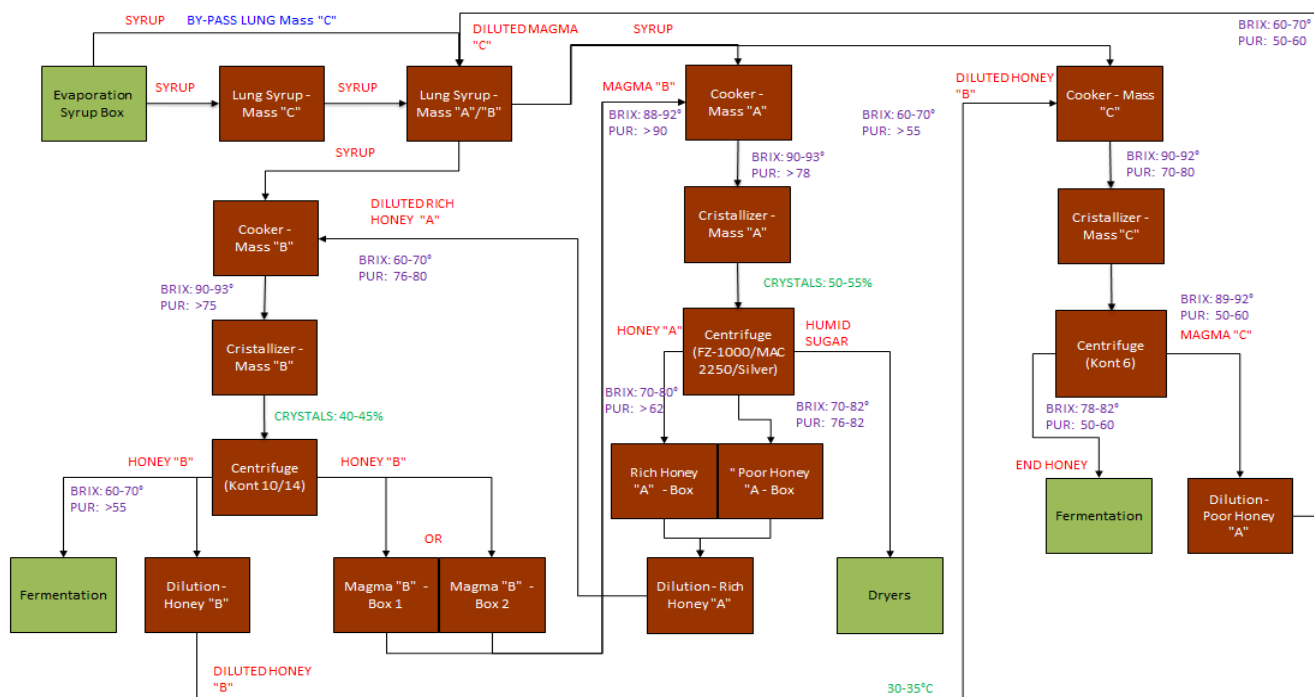 SYRUP
BY-PASS LUNG Mass "C"
DILUTED MAGMA
"C"
SYRUP
BRIX: 60-70°
PUR: 50-60
Evaporation
Syrup Box
SYRUP
Lung Syrup -
Mass "C"
SYRUP
Lung Syrup -
Mass "A"/"B"
MAGMA "B"
BRIX: 88-92°
PUR: >90
Cooker -
Mass "A"
DILUTED HONEY
"B"
BRIX: 60-70°
PUR: >55
Cooker - Mass
"C"
SYRUP
BRIX: 90-93°
PUR: >78
BRIX: 90-92°
PUR: 70-80
DILUTED RICH
HONEY "A"
Cooker -
Mass "B"
BRIX: 60-70°
PUR: 76-80
Cristallizer -
Mass "A"
Cristallizer -
Mass "C"
BRIX: 90-93°
PUR: >75
CRYSTALS: 50-55%
BRIX: 89-92°
PUR: 50-60
MAGMA "C"
Cristallizer -
Mass "B"
HONEY "A"
Centrifuge
(FZ-1000/MAC
2250/Silver)
HUMID
SUGAR
Centrifuge
(Kont 6)
BRIX: 70-80°
PUR: >62
BRIX: 70-82°
PUR: 76-82
BRIX: 78-82°
PUR: 50-60
CRYSTALS: 40-45%
HONEY "B"
Centrifuge
(Kont 10/14)
HONEY "B"
Rich Honey
"A" - Box
" Poor Honey
"A - Box
END HONEY
BRIX: 60-70°
PUR: >55
Fermentation
Dilution-
Poor Honey
"A"
OR
Fermentation
Dilution-
Honey "B"
Magma "B" -
Box 1
Magma "B" -
Box 2
Dilution- Rich
Honey "A"
Dryers
DILUTED HONEY
"B"
30-35°C